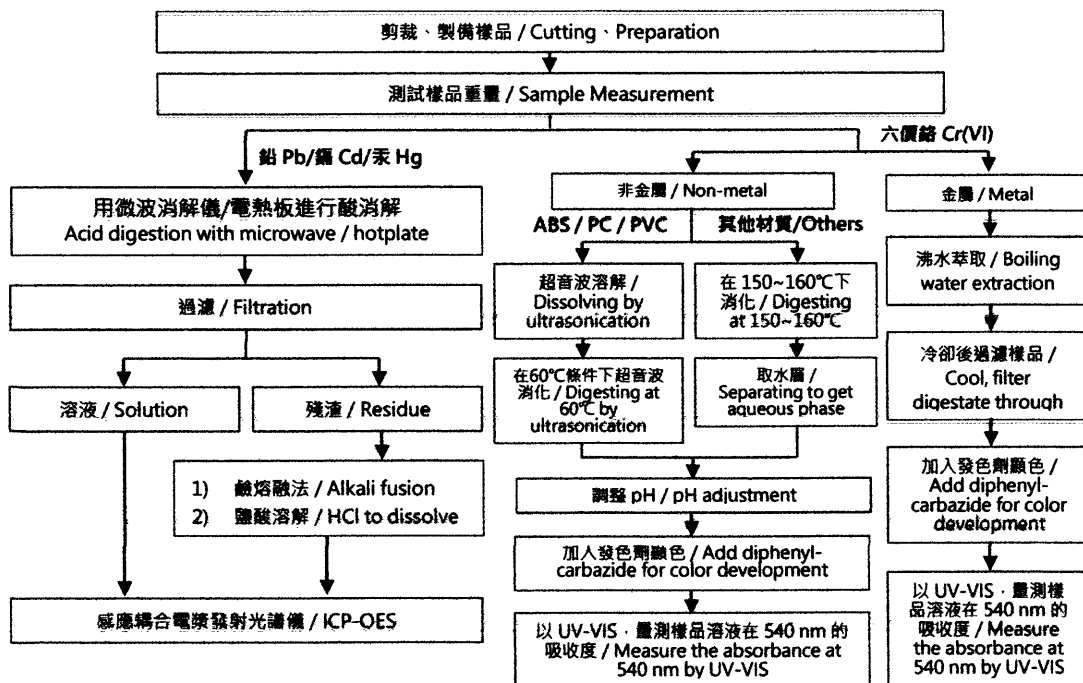 剪裁、製備樣品 / Cutting、Preparation
測試樣品重量 / Sample Measurement
鉛 Pb/鎘 Cd/汞 Hg
六價鉻 Cr(VI)
用微波消解儀/電熱板進行酸消解
Acid digestion with microwave / hotplate
過濾 / Filtration
溶液 / Solution
殘渣 / Residue
1) 鹼熔融法 / Alkali fusion
2) 鹽酸溶解 / HCl to dissolve
感應耦合電漿發射光譜儀 / ICP-OES
非金屬 / Non-metal
ABS / PC / PVC
其他材質/Others
超音波溶解 /
Dissolving by
ultrasonication
在60℃條件下超音波
消化 / Digesting at
60℃ by
ultrasonication
在 150~160℃下
消化 / Digesting
at 150~160℃
取水層 /
Separating to get
aqueous phase
調整 pH / pH adjustment
加入發色劑顯色 / Add diphenyl-
carbazide for color development
以 UV-VIS，量測樣品溶液在 540 nm 的
吸收度 / Measure the absorbance at
540 nm by UV-VIS
金屬 / Metal
沸水萃取 / Boiling
water extraction
冷卻後過濾樣品 /
Cool, filter
digestate through
加入發色劑顯色 /
Add diphenyl-
carbazide for color
development
以 UV-VIS，量測樣
品溶液在 540 nm 的
吸收度 / Measure
the absorbance at
540 nm by UV-VIS